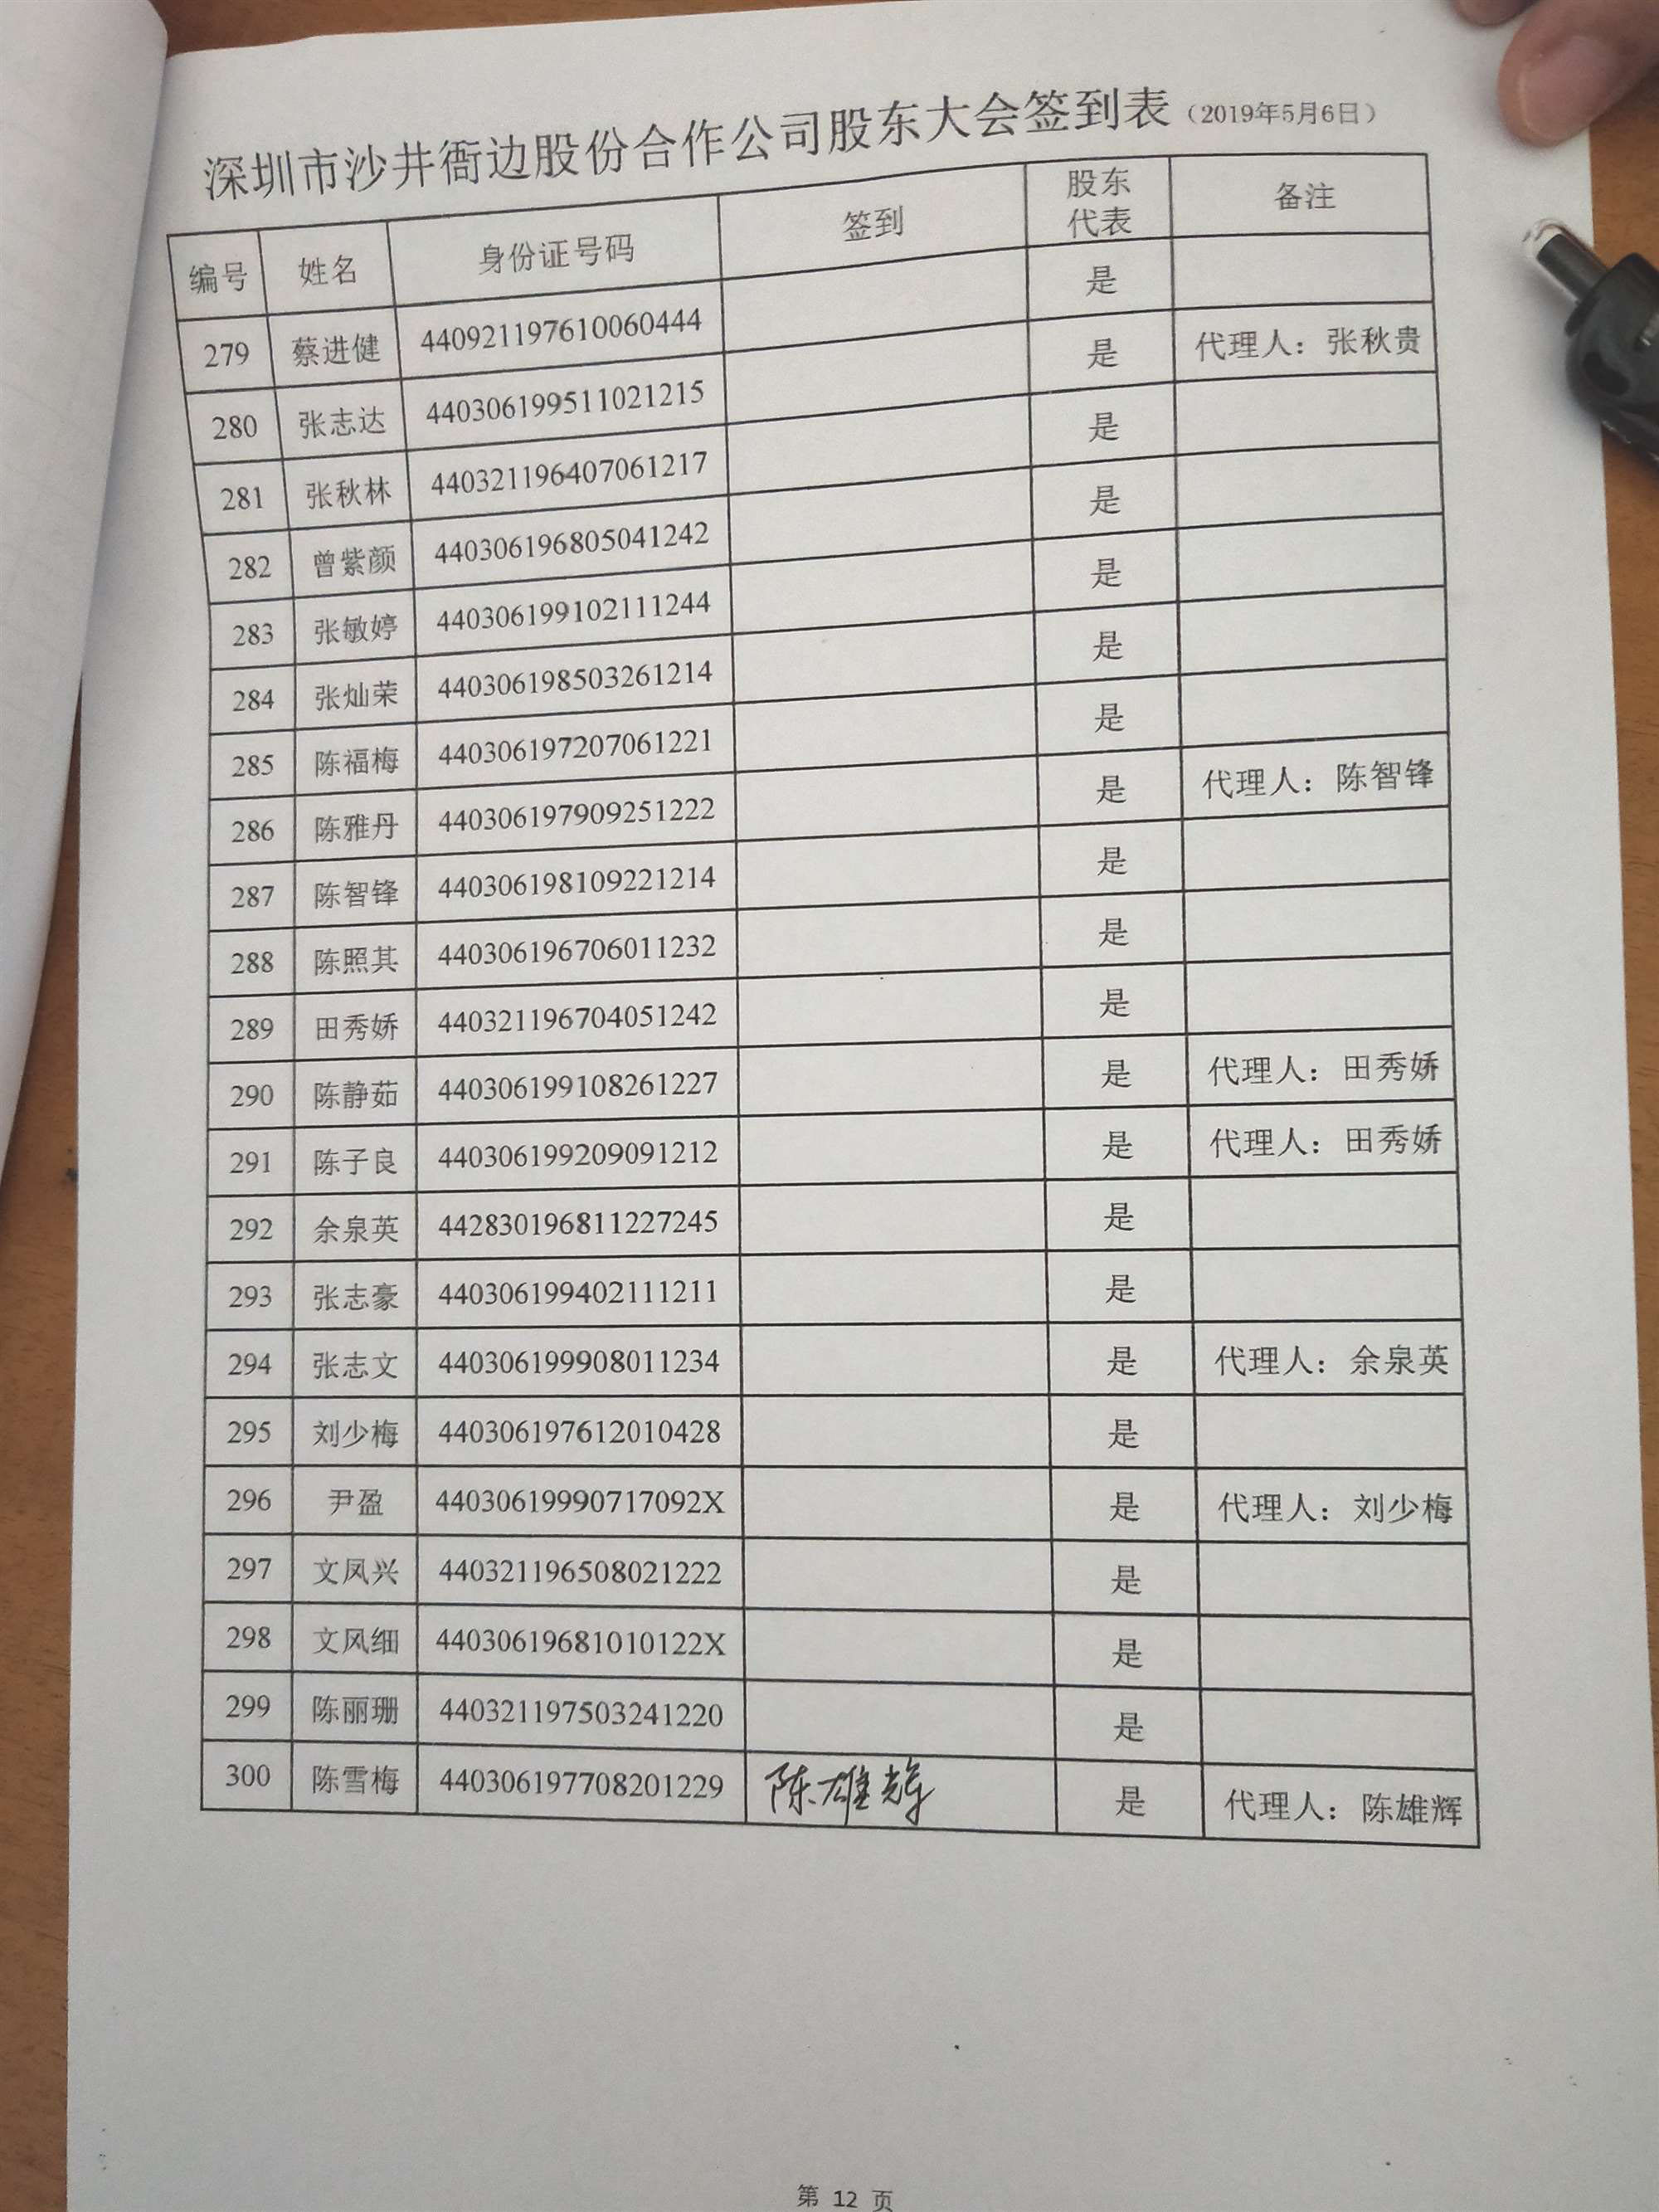 深圳市沙井衙边股份合作公司股东大会签到表（2019年5月6日）
编号 姓名 身份证号码 签到 股东代表 备注
279 蔡进健 440921197610060444 是
280 张志达 440306199511021215 是 代理人：张秋贵
281 张秋林 440321196407061217 是
282 曾紫颜 440306196805041242 是
283 张敏婷 440306199102111244 是
284 张灿荣 440306198503261214 是
285 陈福梅 440306197207061221 是
286 陈雅丹 440306197909251222 是 代理人：陈智锋
287 陈智锋 440306198109221214 是
288 陈照其 440306196706011232 是
289 田秀娇 440321196704051242 是
290 陈静茹 440306199108261227 是 代理人：田秀娇
291 陈子良 440306199209091212 是 代理人：田秀娇
292 余泉英 442830196811227245 是
293 张志豪 440306199402111211 是
294 张志文 440306199908011234 是 代理人：余泉英
295 刘少梅 440306197612010428 是
296 尹盈 44030619990717092X 是 代理人：刘少梅
297 文凤兴 440321196508021222 是
298 文凤细 44030619681010122X 是
299 陈丽珊 440321197503241220 是
300 陈雪梅 440306197708201229 陈雄辉 是 代理人：陈雄辉
第 12 页